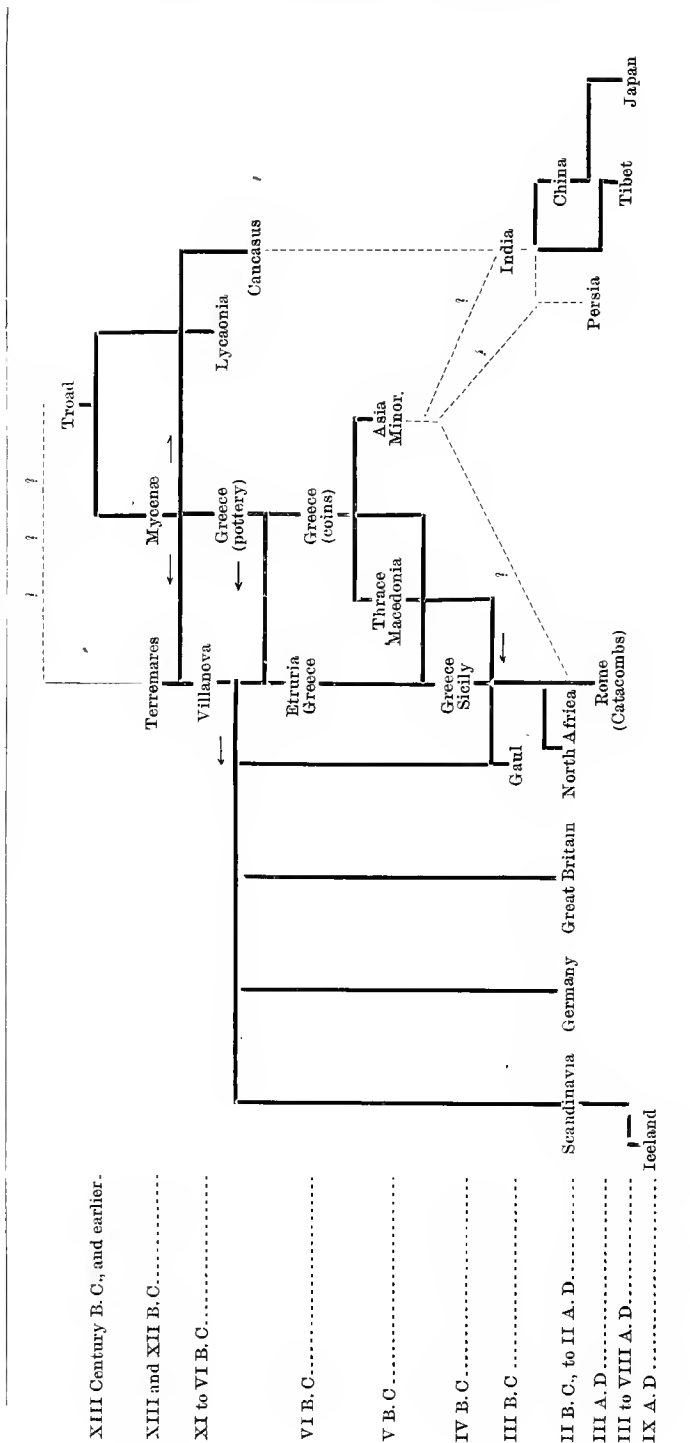 XIII Century B. C., and earlier.
Troad
? ? ?
XIII and XII B. C.
Terremares
Mycenæ
XI to VI B. C.
Villanova
Greece
(pottery)
Lycaonia
Caucasus
VI B. C.
Etruria
Greece
Greece
(coins)
V B. C.
Thrace
Macedonia
Asia
Minor.
IV B. C.
Greece
Sicily
?
?
?
III B. C
Gaul
India
II B. C., to II A. D.
Scandinavia
Germany
Great Britain
North Africa
China
III A. D
Rome
(Catacombs)
Persia
III to VIII A. D.
Tibet
Japan
IX A. D
Iceland